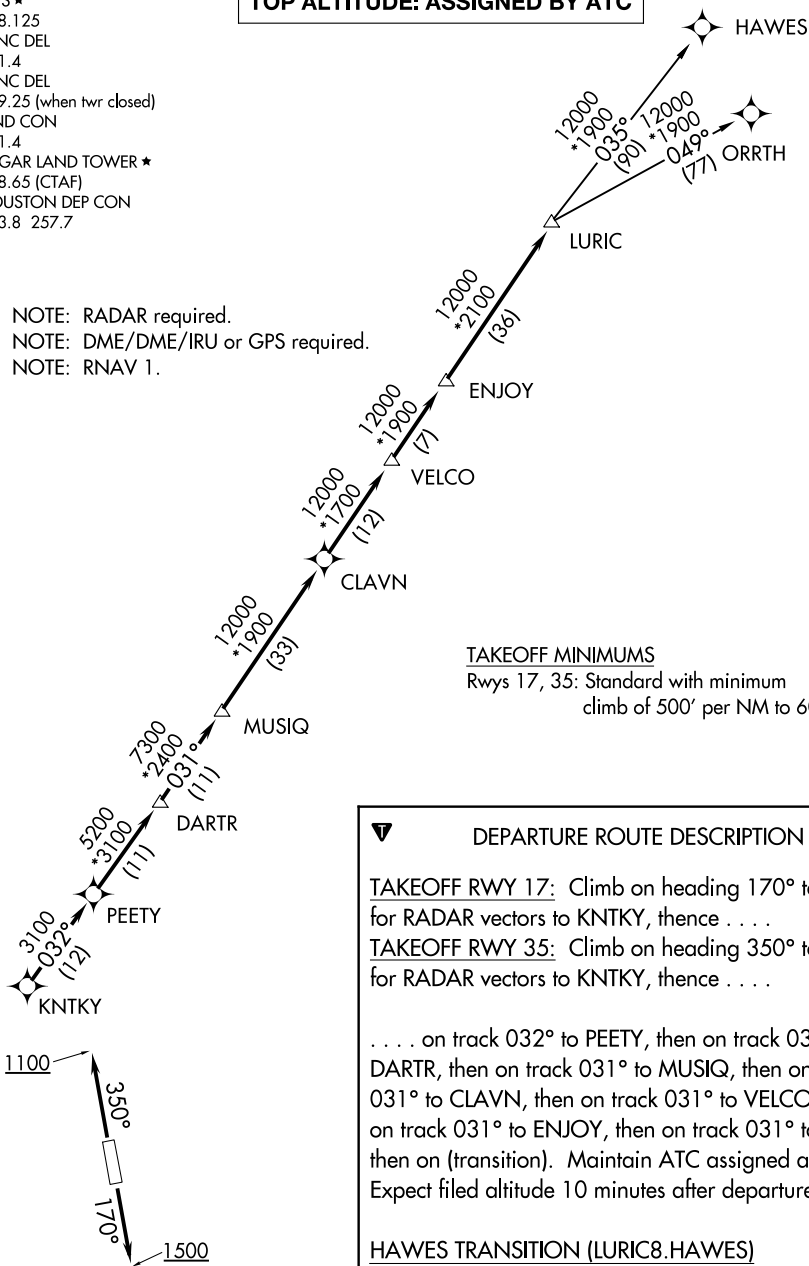 TOP ALTITUDE: ASSIGNED BY ATC
8.125
NC DEL
1.4
NC DEL
9.25 (when twr closed)
ND CON
1.4
GAR LAND TOWER ★
8.65 (CTAF)
OUSTON DEP CON
3.8 257.7
HAWES
12000
*1900
035°
(90)
12000
*1900
049°
(77)
ORRTH
LURIC
12000
*2100
(36)
NOTE: RADAR required.
NOTE: DME/DME/IRU or GPS required.
NOTE: RNAV 1.
ENJOY
12000
*1900
(7)
VELCO
12000
*1700
(12)
CLAVN
12000
*1900
(33)
TAKEOFF MINIMUMS
Rwys 17, 35: Standard with minimum
climb of 500' per NM to 6
MUSIQ
7300
*2400
031°
(11)
DARTR
5200
*3100
(11)
PEETY
3100
032°
(12)
KNTKY
1100
350°
170°
1500
T
DEPARTURE ROUTE DESCRIPTION
TAKEOFF RWY 17: Climb on heading 170° to
for RADAR vectors to KNTKY, thence . . . .
TAKEOFF RWY 35: Climb on heading 350° to
for RADAR vectors to KNTKY, thence . . . .
. . . . on track 032° to PEETY, then on track 03
DARTR, then on track 031° to MUSIQ, then on
031° to CLAVN, then on track 031° to VELCO
on track 031° to ENJOY, then on track 031° to
then on (transition). Maintain ATC assigned a
Expect filed altitude 10 minutes after departure
HAWES TRANSITION (LURIC8.HAWES)